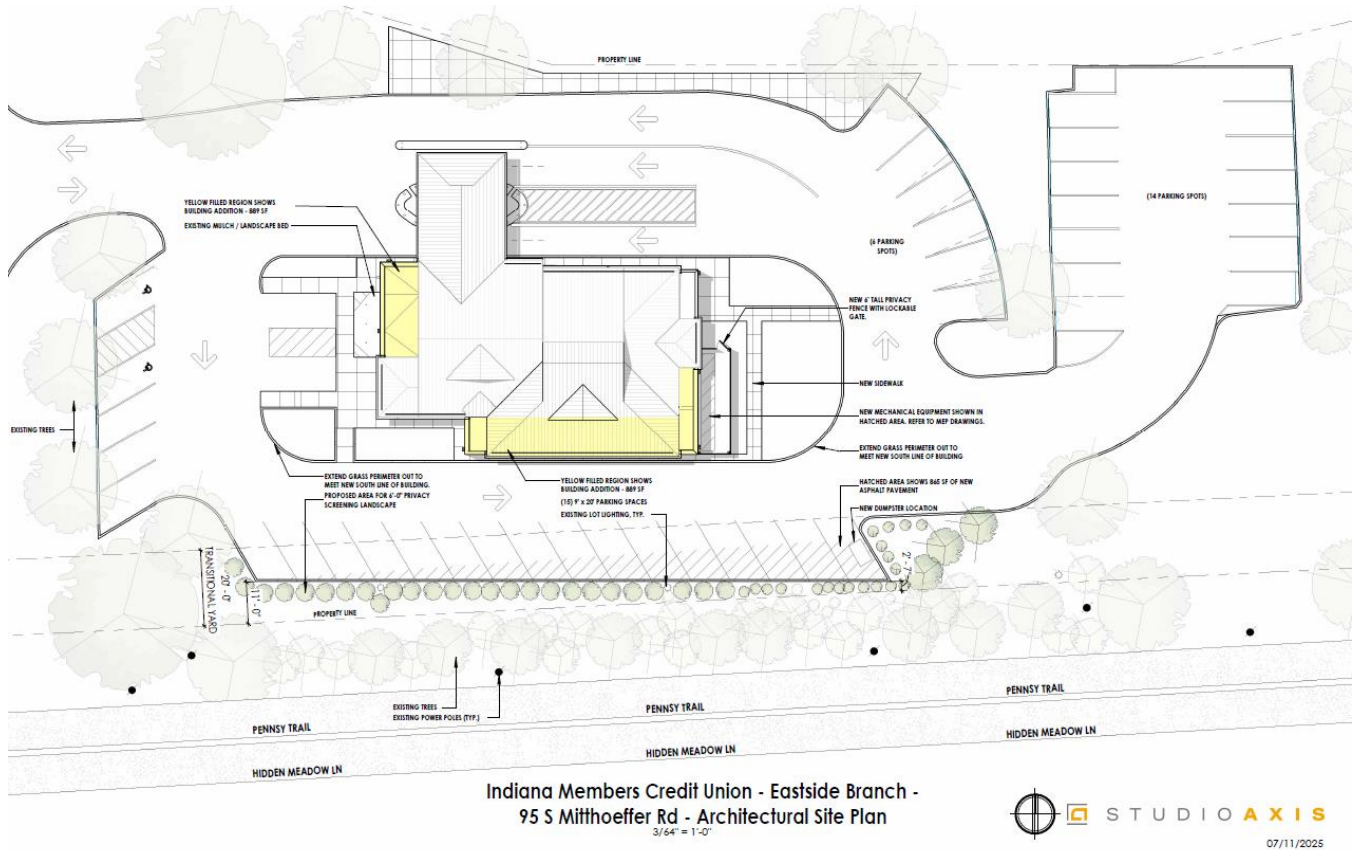 PROPERTY LINE
YELLOW FILLED REGION SHOWS
BUILDING ADDITION - 889 SF
EXISTING MULCH / LANDSCAPE BED
(14 PARKING SPOTS)
(6 PARKING
SPOTS)
NEW 6' TALL PRIVACY
FENCE WITH LOCKABLE
GATE.
NEW SIDEWALK
NEW MECHANICAL EQUIPMENT SHOWN IN
HATCHED AREA. REFER TO MEP DRAWINGS.
EXISTING TREES
EXTEND GRASS PERIMETER OUT TO
MEET NEW SOUTH LINE OF BUILDING
EXTEND GRASS PERIMETER OUT TO
MEET NEW SOUTH LINE OF BUILDING.
PROPOSED AREA FOR 6'-0" PRIVACY
SCREENING LANDSCAPE
YELLOW FILLED REGION SHOWS
BUILDING ADDITION - 889 SF
(15) 9' x 20' PARKING SPACES
EXISTING LOT LIGHTING, TYP.
HATCHED AREA SHOWS 865 SF OF NEW
ASPHALT PAVEMENT
NEW DUMPSTER LOCATION
TRANSITIONAL YARD
20' - 0"
11' - 0"
2' - 7"
PROPERTY LINE
EXISTING TREES
EXISTING POWER POLES (TYP.)
PENNSY TRAIL
PENNSY TRAIL
PENNSY TRAIL
HIDDEN MEADOW LN
HIDDEN MEADOW LN
HIDDEN MEADOW LN
Indiana Members Credit Union - Eastside Branch -
95 S Mitthoeffer Rd - Architectural Site Plan
3/64" = 1'-0"
STUDIO AXIS
07/11/2025